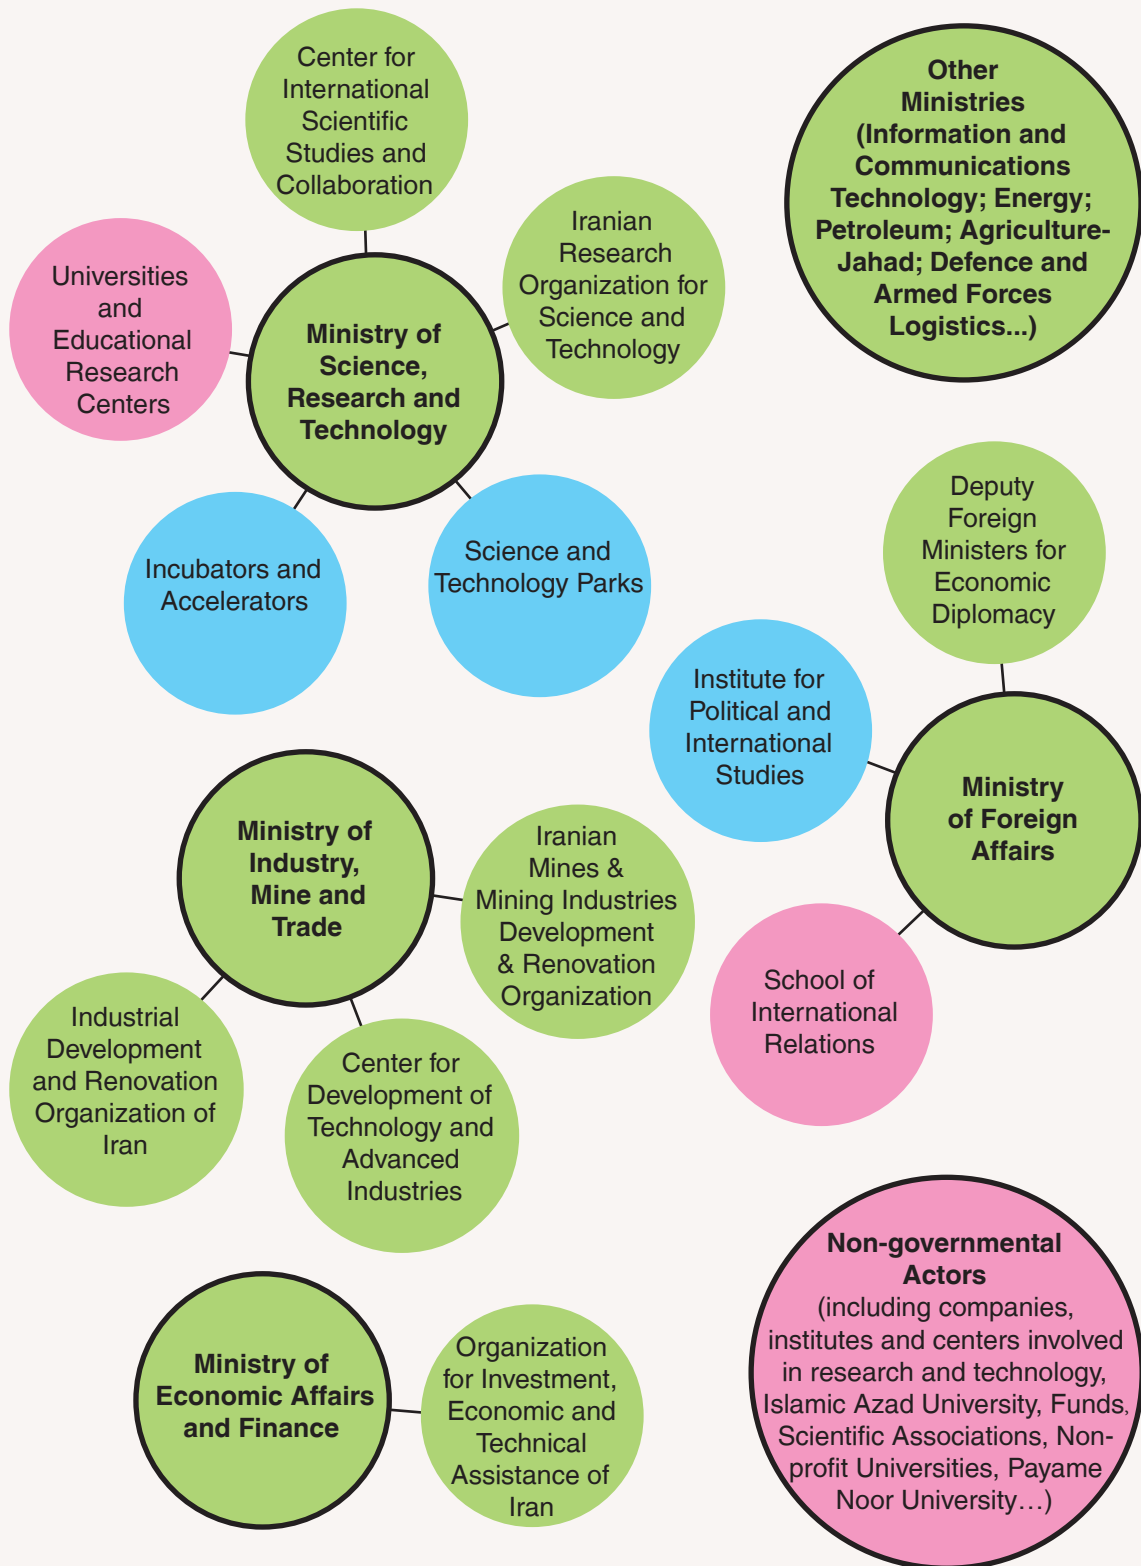 Center for
International
Scientific
Studies and
Collaboration
Other
Ministries
(Information and
Communications
Technology; Energy;
Petroleum; Agriculture-
Jahad; Defence and
Armed Forces
Logistics...)
Iranian
Research
Organization for
Science and
Technology
Universities
and
Educational
Research
Centers
Ministry of
Science,
Research and
Technology
Incubators and
Accelerators
Science and
Technology Parks
Deputy
Foreign
Ministers for
Economic
Diplomacy
Institute for
Political and
International
Studies
Ministry
of Foreign
Affairs
School of
International
Relations
Ministry of
Industry,
Mine and
Trade
Iranian
Mines &
Mining Industries
Development
& Renovation
Organization
Industrial
Development
and Renovation
Organization of
Iran
Center for
Development of
Technology and
Advanced
Industries
Non-governmental
Actors
(including companies,
institutes and centers involved
in research and technology,
Islamic Azad University, Funds,
Scientific Associations, Non-
profit Universities, Payame
Noor University…)
Ministry of
Economic Affairs
and Finance
Organization
for Investment,
Economic and
Technical
Assistance of
Iran